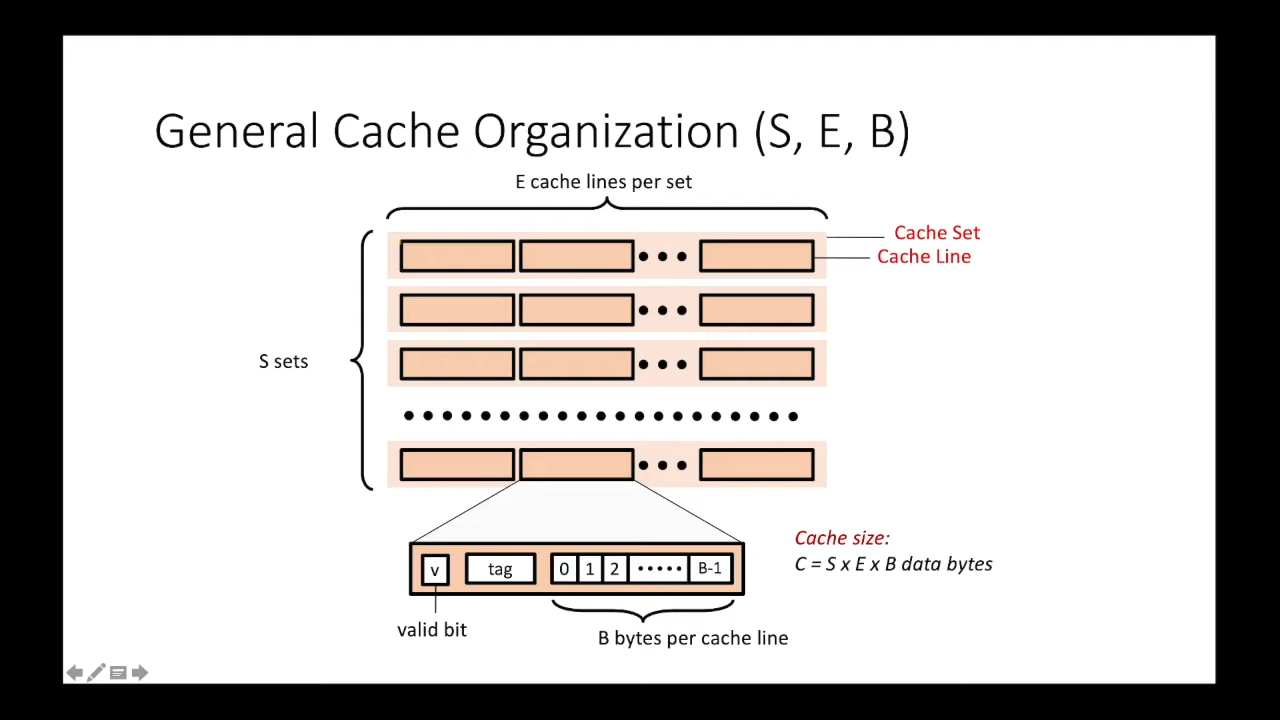 General Cache Organization (S, E, B)
E cache lines per set
Cache Set
Cache Line
S sets
Cache size:
C = S x E x B data bytes
v
tag
0
1
2
B-1
valid bit
B bytes per cache line